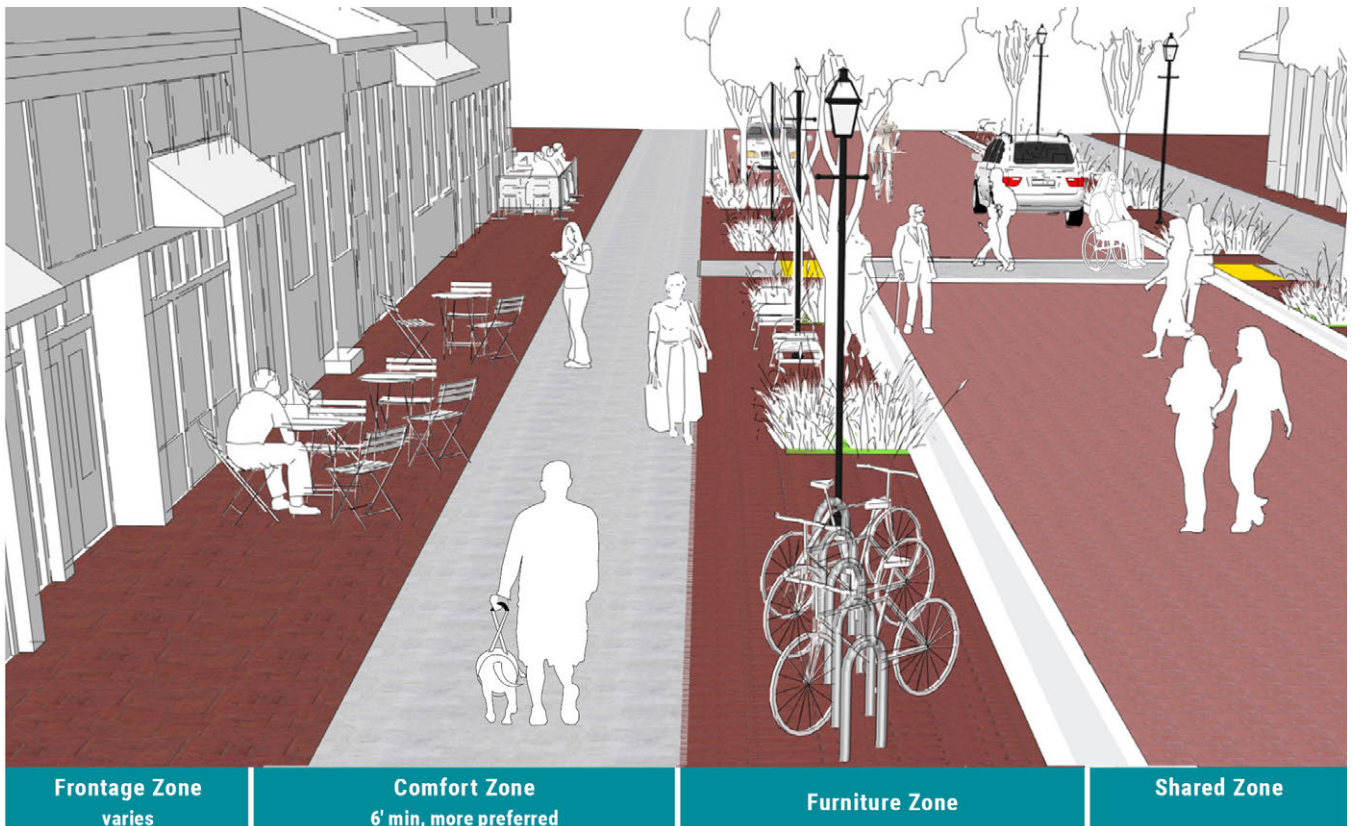 Frontage Zone
varies
Comfort Zone
6' min, more preferred
Furniture Zone
Shared Zone